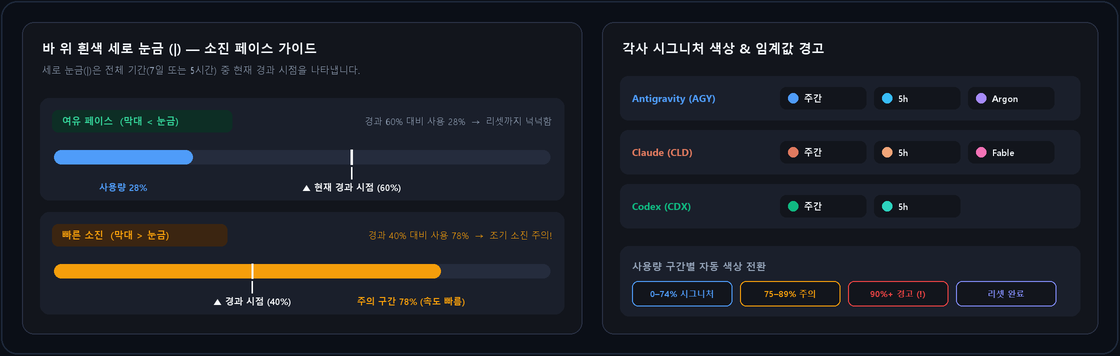 바 위 흰색 세로 눈금 (|) — 소진 페이스 가이드
세로 눈금(|)은 전체 기간(7일 또는 5시간) 중 현재 경과 시점을 나타냅니다.
여유 페이스 (막대 < 눈금)
경과 60% 대비 사용 28% → 리셋까지 넉넉함
사용량 28%
▲ 현재 경과 시점 (60%)
빠른 소진 (막대 > 눈금)
경과 40% 대비 사용 78% → 조기 소진 주의!
▲ 경과 시점 (40%)
주의 구간 78% (속도 빠름)
각사 시그니처 색상 & 임계값 경고
Antigravity (AGY)
주간
5h
Argon
Claude (CLD)
주간
5h
Fable
Codex (CDX)
주간
5h
사용량 구간별 자동 색상 전환
0–74% 시그니처
75–89% 주의
90%+ 경고 (!)
리셋 완료